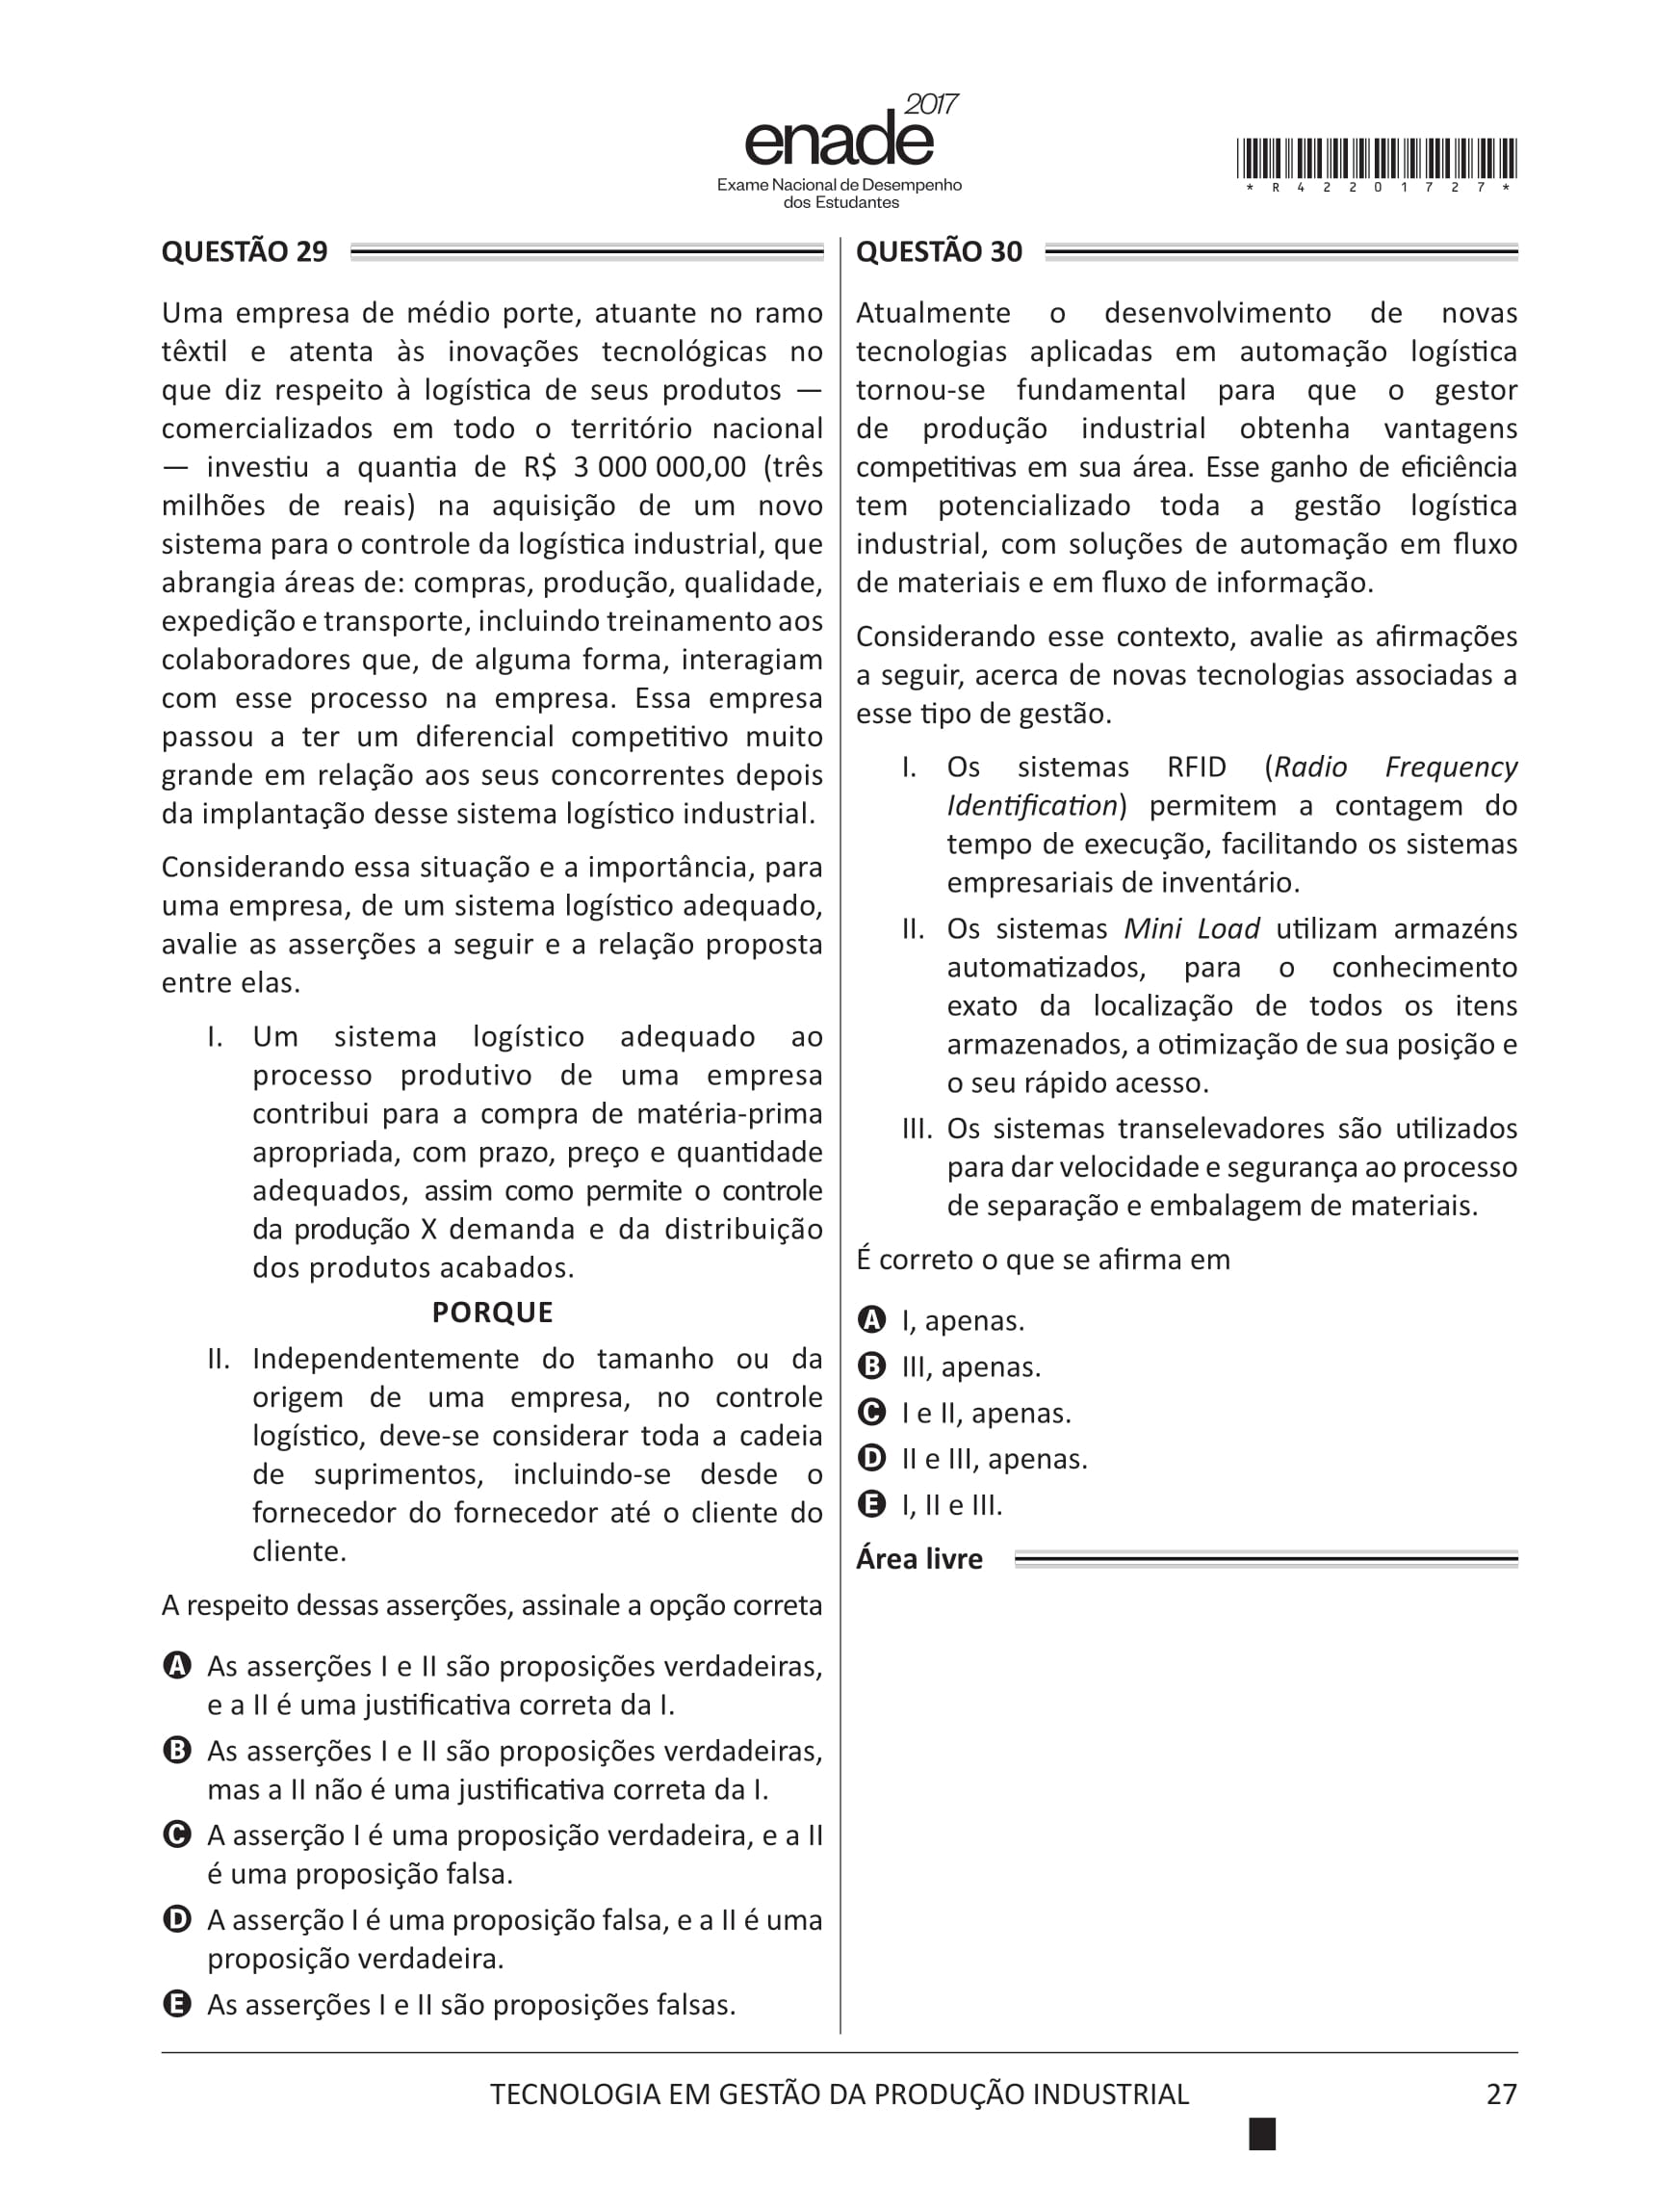 2017
enade
Exame Nacional de Desempenho
dos Estudantes
* R 4 2 2 0 1 7 2 7 *
QUESTÃO 29
Uma empresa de médio porte, atuante no ramo
têxtil e atenta às inovações tecnológicas no
que diz respeito à logística de seus produtos —
comercializados em todo o território nacional
— investiu a quantia de R$ 3 000 000,00 (três
milhões de reais) na aquisição de um novo
sistema para o controle da logística industrial, que
abrangia áreas de: compras, produção, qualidade,
expedição e transporte, incluindo treinamento aos
colaboradores que, de alguma forma, interagiam
com esse processo na empresa. Essa empresa
passou a ter um diferencial competitivo muito
grande em relação aos seus concorrentes depois
da implantação desse sistema logístico industrial.
Considerando essa situação e a importância, para
uma empresa, de um sistema logístico adequado,
avalie as asserções a seguir e a relação proposta
entre elas.
I. Um sistema logístico adequado ao
processo produtivo de uma empresa
contribui para a compra de matéria-prima
apropriada, com prazo, preço e quantidade
adequados, assim como permite o controle
da produção X demanda e da distribuição
dos produtos acabados.
PORQUE
II. Independentemente do tamanho ou da
origem de uma empresa, no controle
logístico, deve-se considerar toda a cadeia
de suprimentos, incluindo-se desde o
fornecedor do fornecedor até o cliente do
cliente.
A respeito dessas asserções, assinale a opção correta
A As asserções I e II são proposições verdadeiras,
e a II é uma justificativa correta da I.
B As asserções I e II são proposições verdadeiras,
mas a II não é uma justificativa correta da I.
C A asserção I é uma proposição verdadeira, e a II
é uma proposição falsa.
D A asserção I é uma proposição falsa, e a II é uma
proposição verdadeira.
E As asserções I e II são proposições falsas.
QUESTÃO 30
Atualmente o desenvolvimento de novas
tecnologias aplicadas em automação logística
tornou-se fundamental para que o gestor
de produção industrial obtenha vantagens
competitivas em sua área. Esse ganho de eficiência
tem potencializado toda a gestão logística
industrial, com soluções de automação em fluxo
de materiais e em fluxo de informação.
Considerando esse contexto, avalie as afirmações
a seguir, acerca de novas tecnologias associadas a
esse tipo de gestão.
I. Os sistemas RFID (Radio Frequency
Identification) permitem a contagem do
tempo de execução, facilitando os sistemas
empresariais de inventário.
II. Os sistemas Mini Load utilizam armazéns
automatizados, para o conhecimento
exato da localização de todos os itens
armazenados, a otimização de sua posição e
o seu rápido acesso.
III. Os sistemas transelevadores são utilizados
para dar velocidade e segurança ao processo
de separação e embalagem de materiais.
É correto o que se afirma em
A I, apenas.
B III, apenas.
C I e II, apenas.
D II e III, apenas.
E I, II e III.
Área livre
TECNOLOGIA EM GESTÃO DA PRODUÇÃO INDUSTRIAL
27